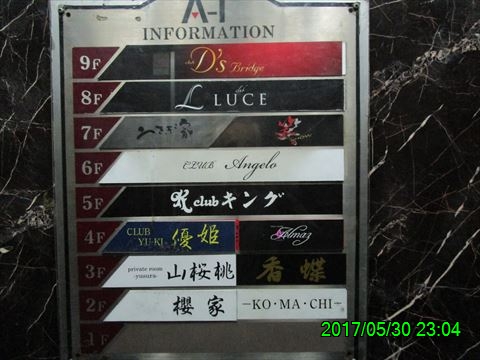 A-1
INFORMATION
9F club D's Bridge
8F club L LUCE
7F
6F CLUB Angelo
5F club キング
4F CLUB YU-KI 優姫
3F private room -yusura- 山桜桃 香蝶
2F 櫻家 -KO・MA・CHI-
1F
2017/05/30 23:04